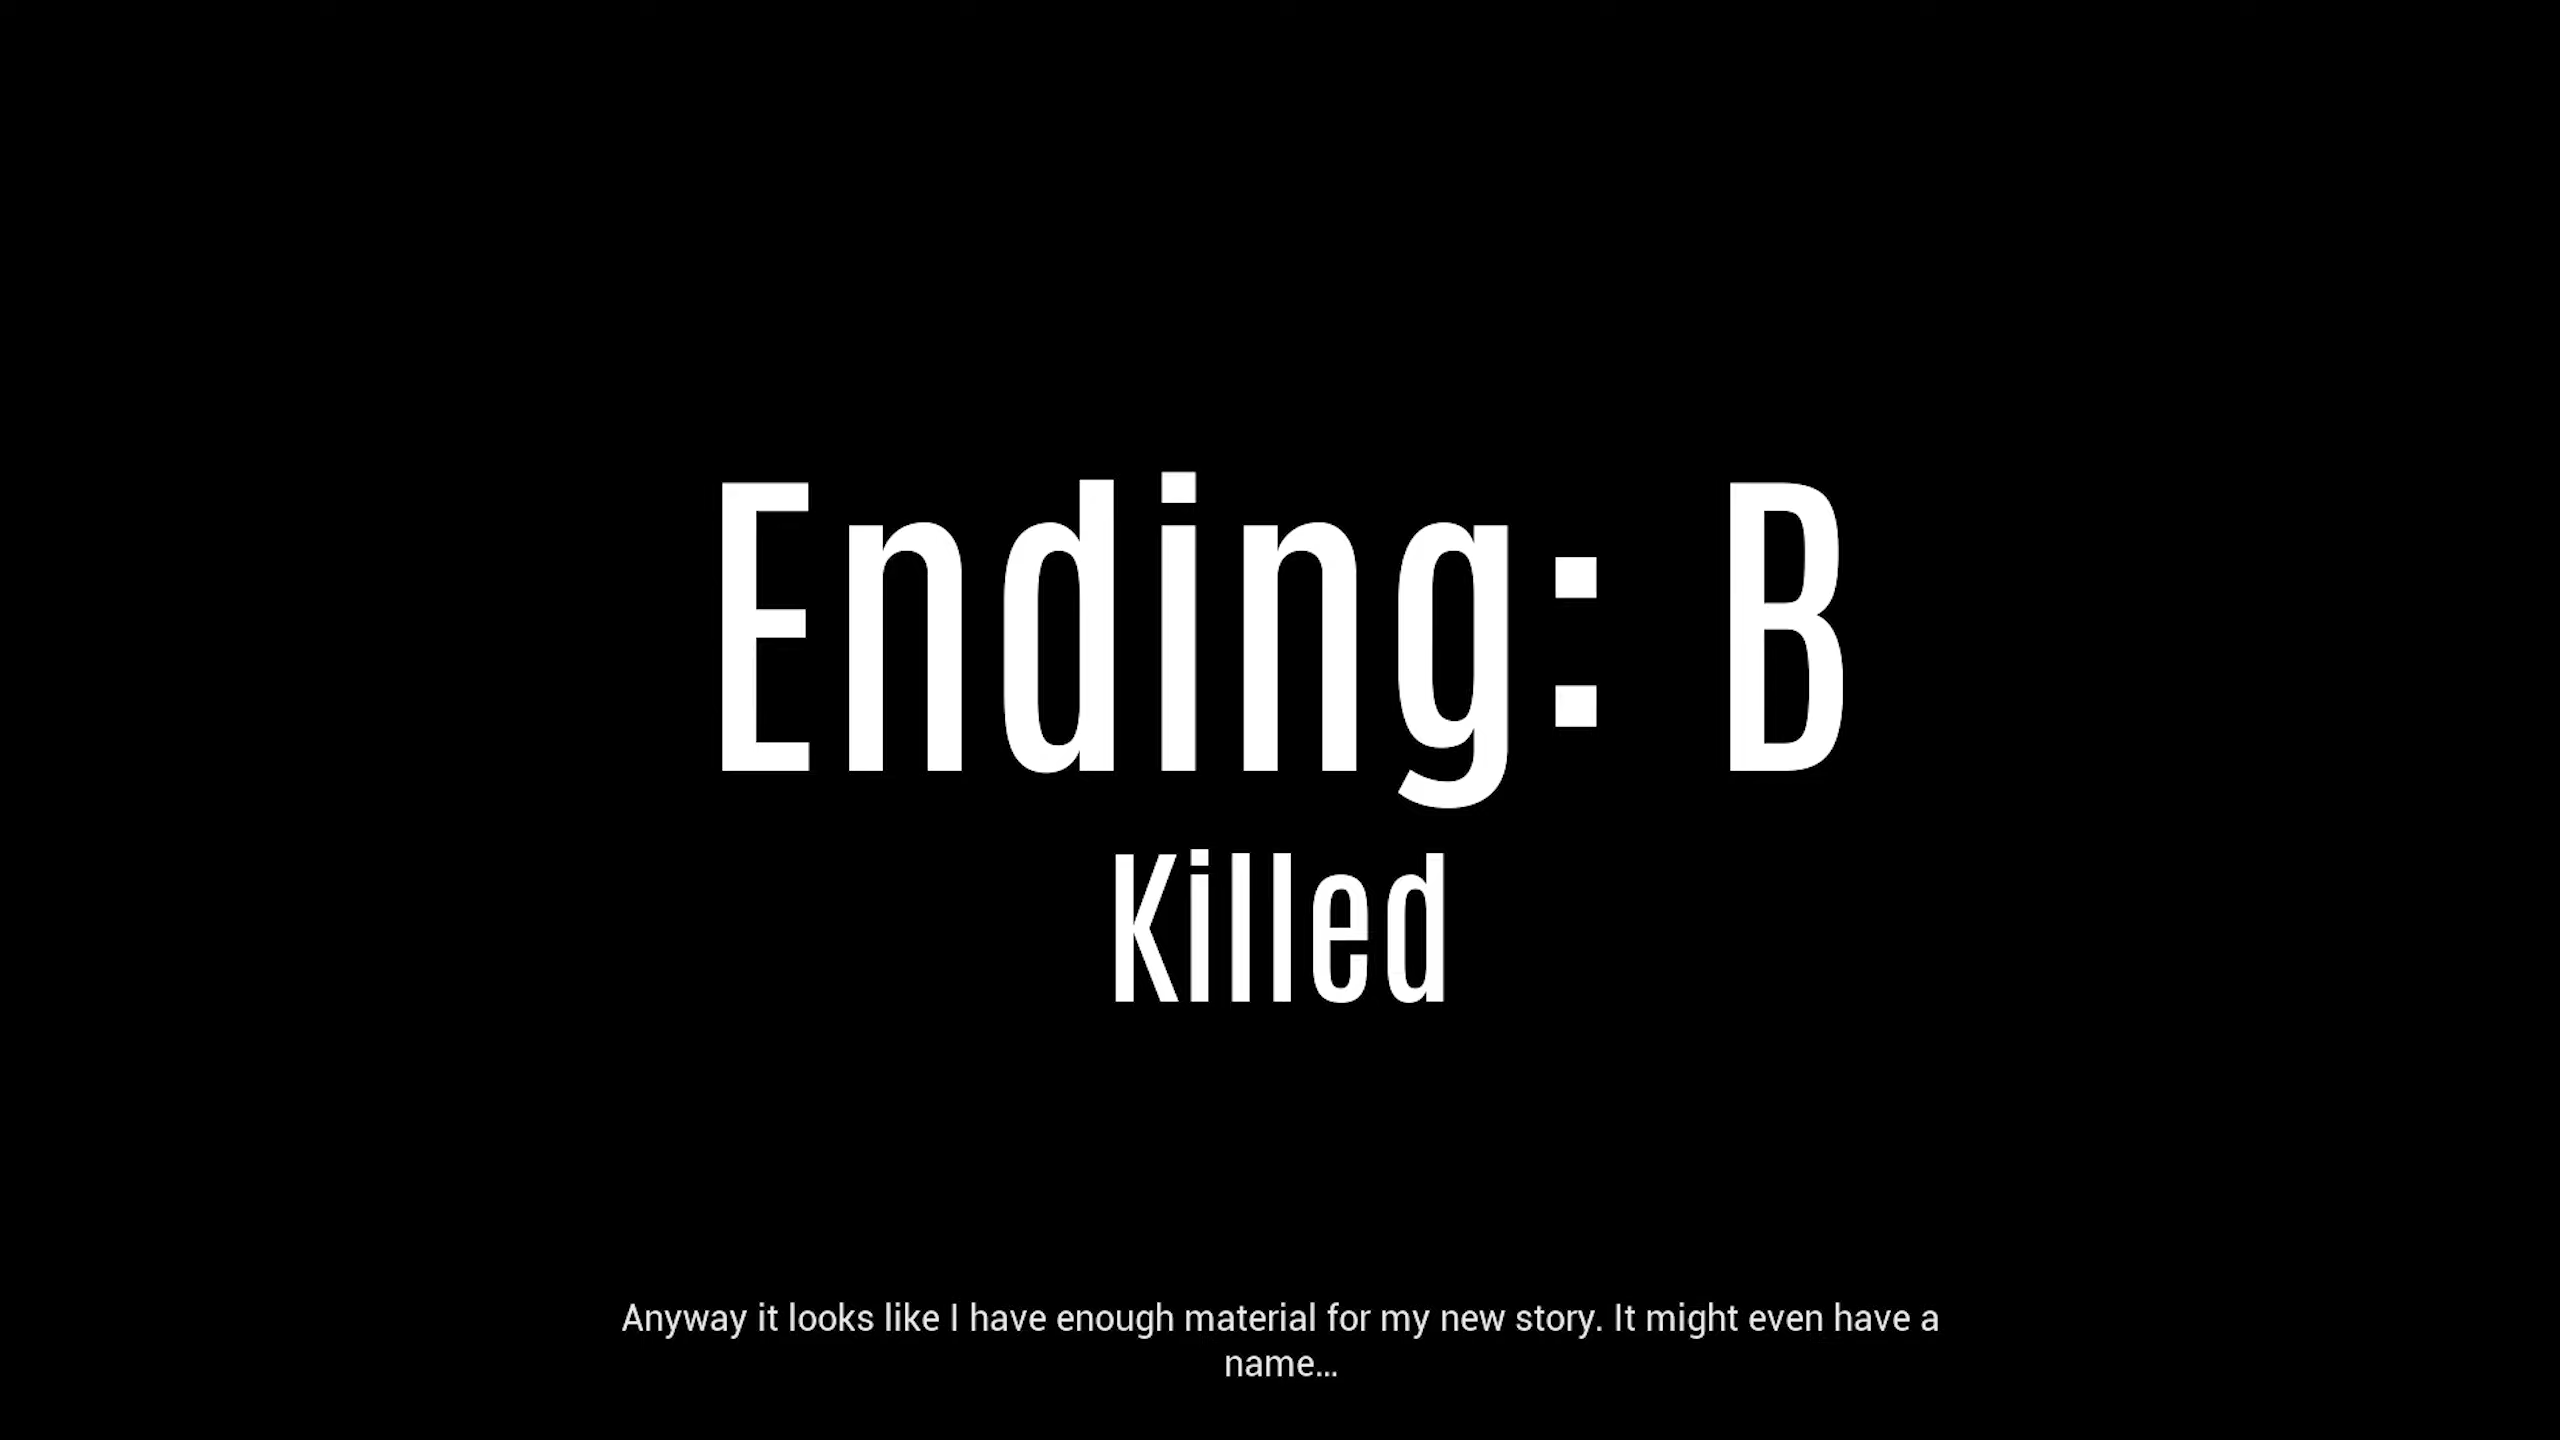 Ending: B
Killed
Anyway it looks like I have enough material for my new story. It might even have a
name...